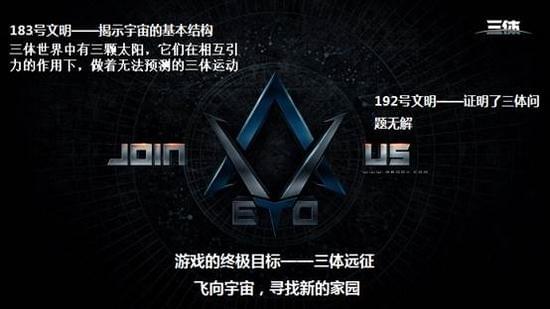 183号文明——揭示宇宙的基本结构
三体
三体世界中有三颗太阳，它们在相互引
力的作用下，做着无法预测的三体运动
192号文明——证明了三体问
题无解
JOIN US
ETO
游戏的终极目标——三体远征
飞向宇宙，寻找新的家园